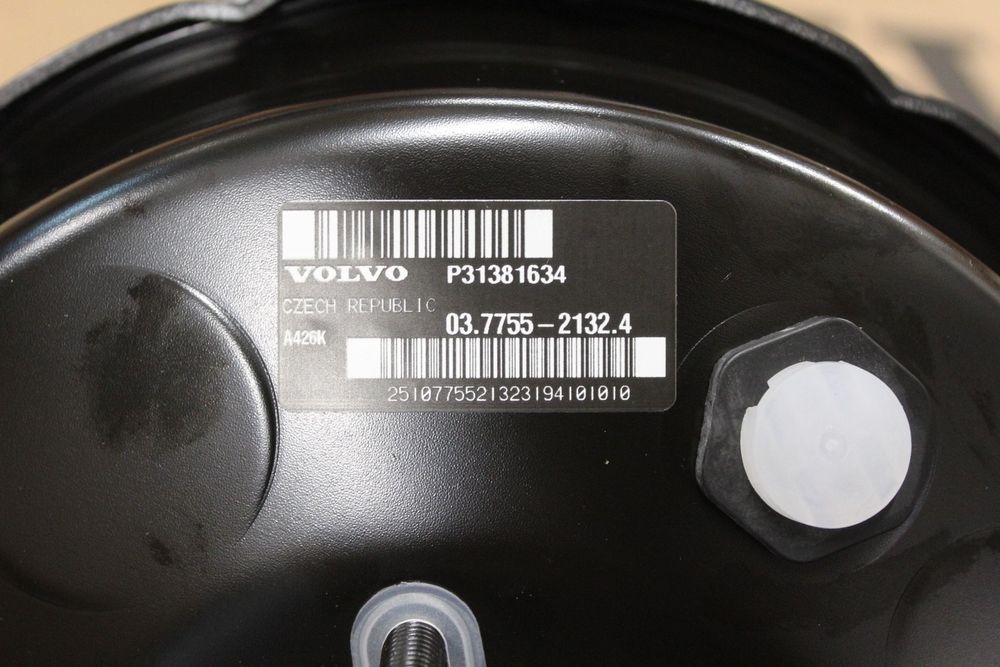 VOLVO P31381634
CZECH REPUBLIC
03.7755-2132.4
A426K
2510775521323194101010